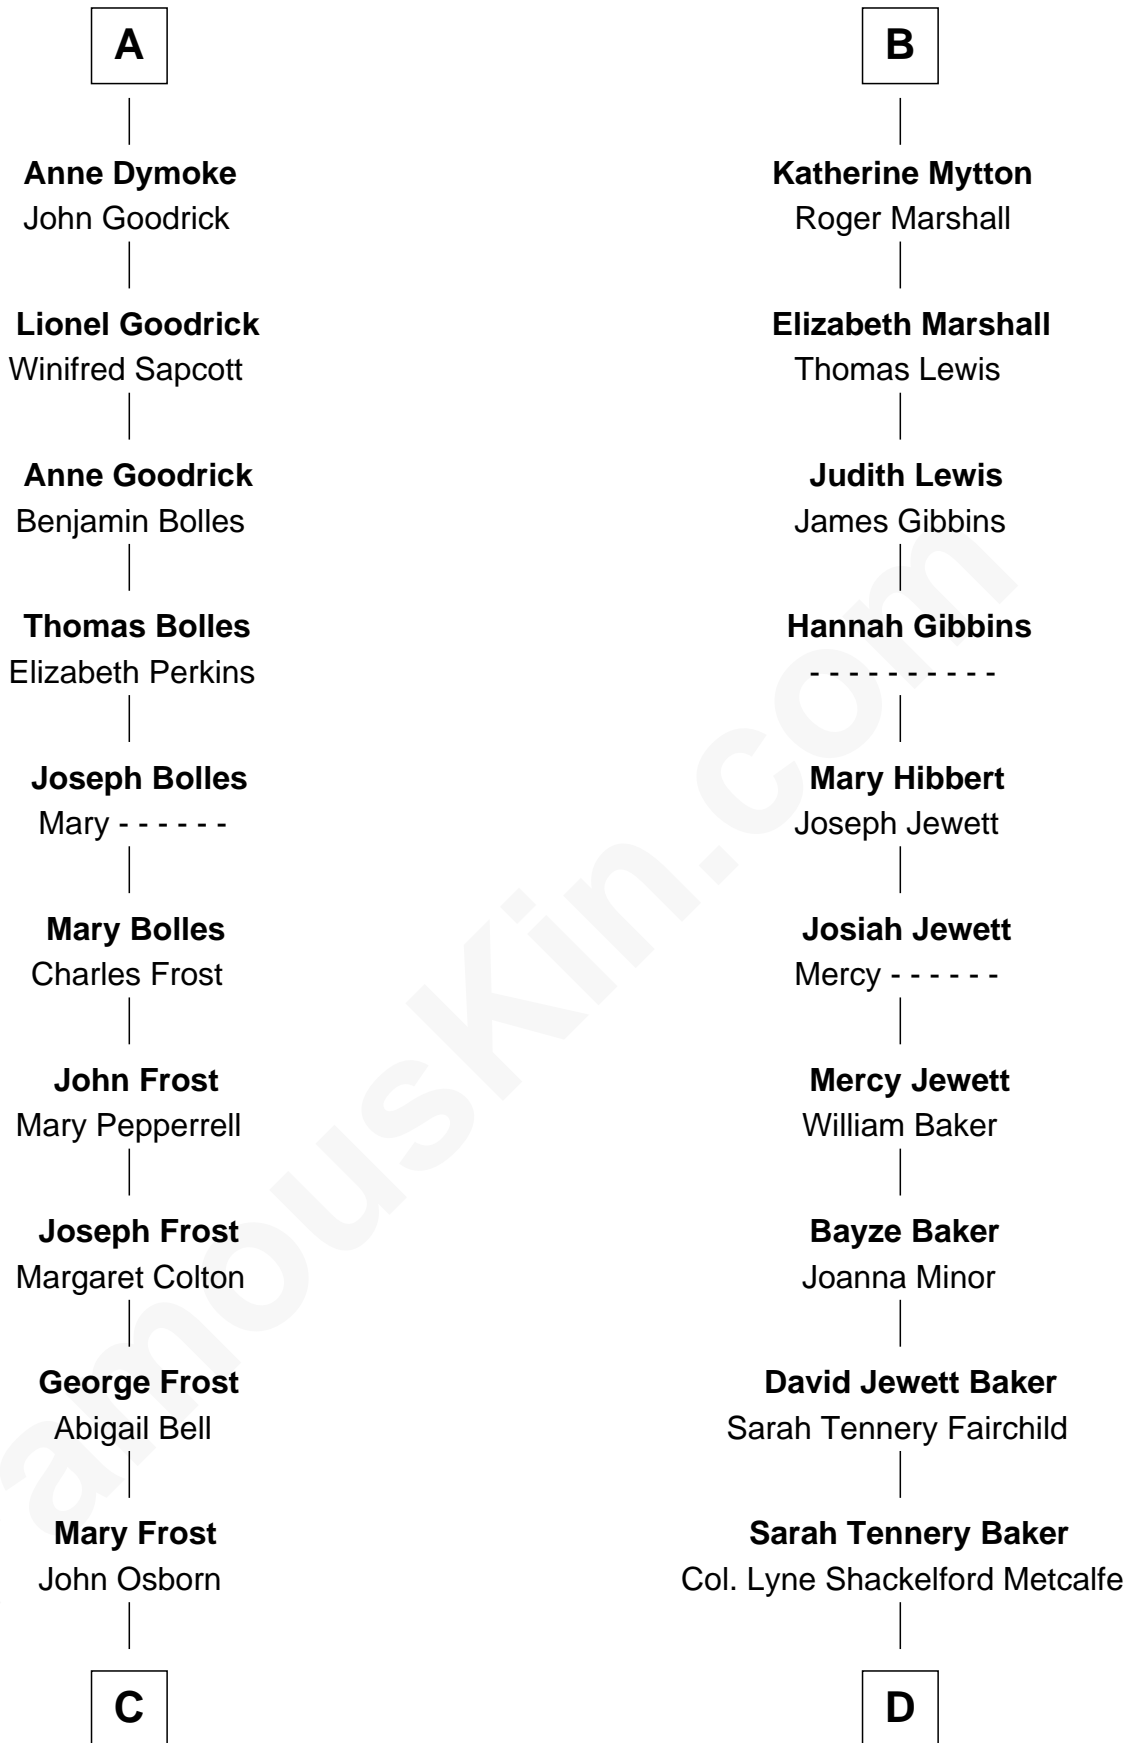 A
Anne Dymoke
John Goodrick
Lionel Goodrick
Winifred Sapcott
Anne Goodrick
Benjamin Bolles
Thomas Bolles
Elizabeth Perkins
Joseph Bolles
Mary - - - - - -
Mary Bolles
Charles Frost
John Frost
Mary Pepperrell
Joseph Frost
Margaret Colton
George Frost
Abigail Bell
Mary Frost
John Osborn
C
B
Katherine Mytton
Roger Marshall
Elizabeth Marshall
Thomas Lewis
Judith Lewis
James Gibbins
Hannah Gibbins
- - - - - - - - - -
Mary Hibbert
Joseph Jewett
Josiah Jewett
Mercy - - - - - -
Mercy Jewett
William Baker
Bayze Baker
Joanna Minor
David Jewett Baker
Sarah Tennery Fairchild
Sarah Tennery Baker
Col. Lyne Shackelford Metcalfe
D
amouskin.com